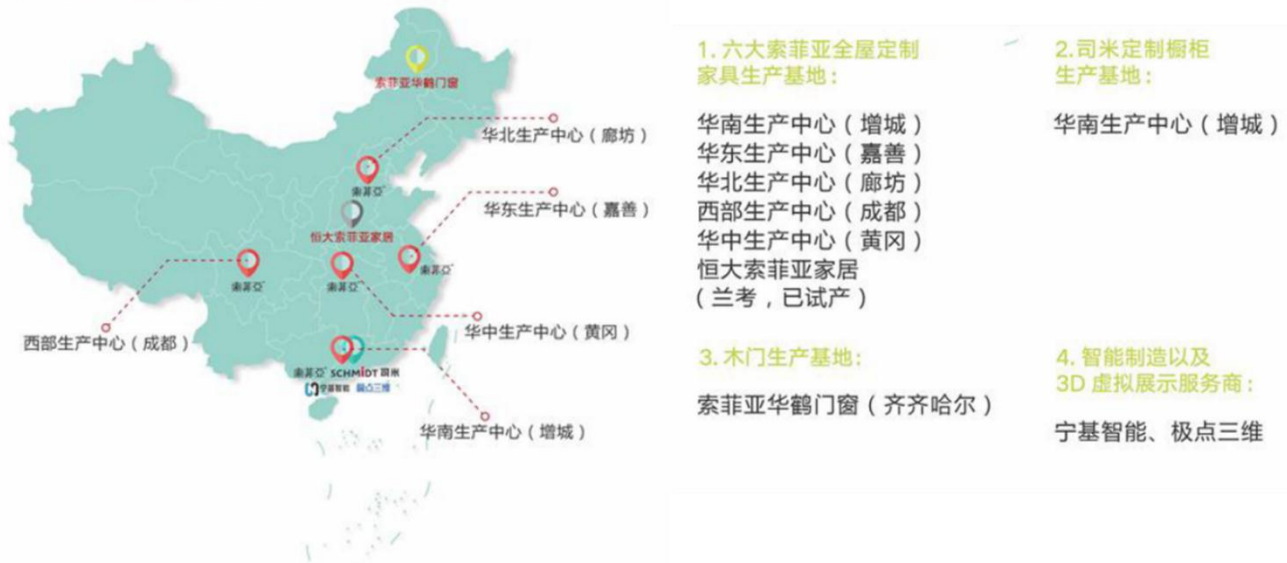 索菲亚华鹤门窗
华北生产中心(廊坊)
索菲亞
华东生产中心(嘉善)
恒大索菲亚家居
索菲亞
索菲亞
索菲亞
西部生产中心(成都)
华中生产中心(黄冈)
索菲亞 SCHMIDT 司米
宁基智能 极点三维
华南生产中心(增城)
1. 六大索菲亚全屋定制
家具生产基地:
华南生产中心(增城)
华东生产中心(嘉善)
华北生产中心(廊坊)
西部生产中心(成都)
华中生产中心(黄冈)
恒大索菲亚家居
(兰考,已试产)
2.司米定制橱柜
生产基地:
华南生产中心(增城)
3. 木门生产基地:
索菲亚华鹤门窗(齐齐哈尔)
4. 智能制造以及
3D 虚拟展示服务商:
宁基智能、极点三维